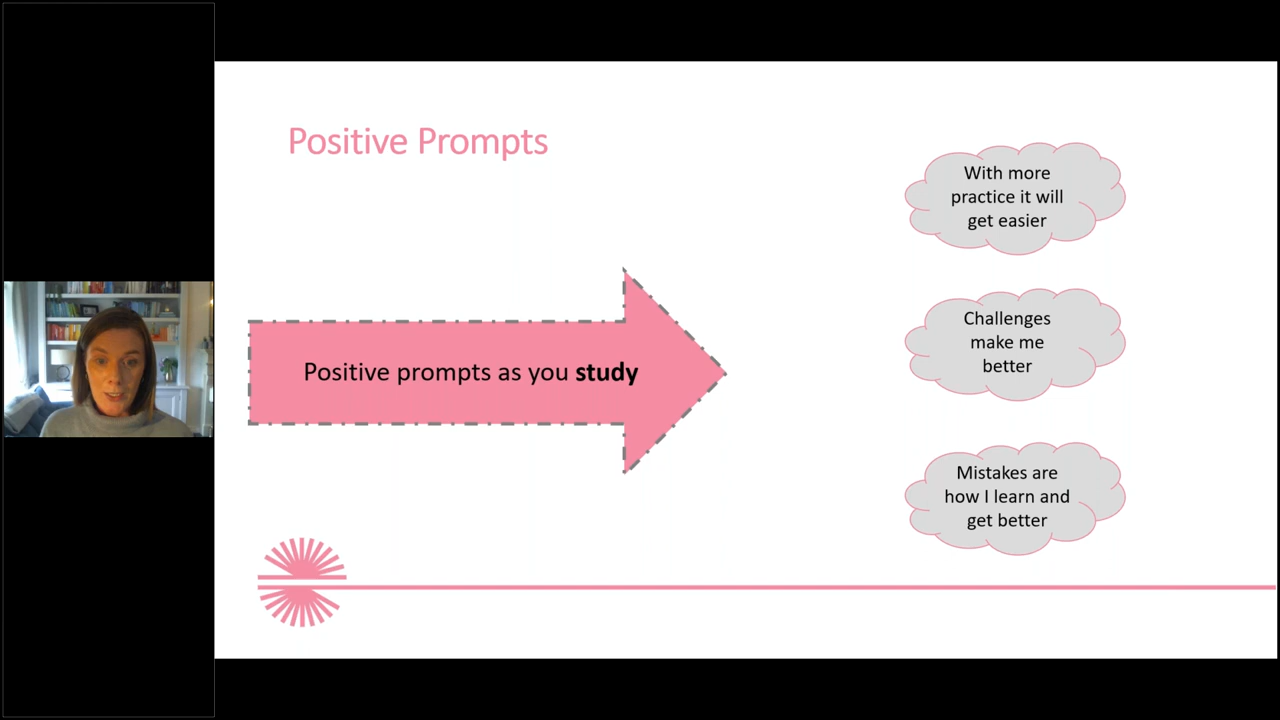 Positive Prompts
Positive prompts as you study
With more
practice it will
get easier
Challenges
make me
better
Mistakes are
how I learn and
get better